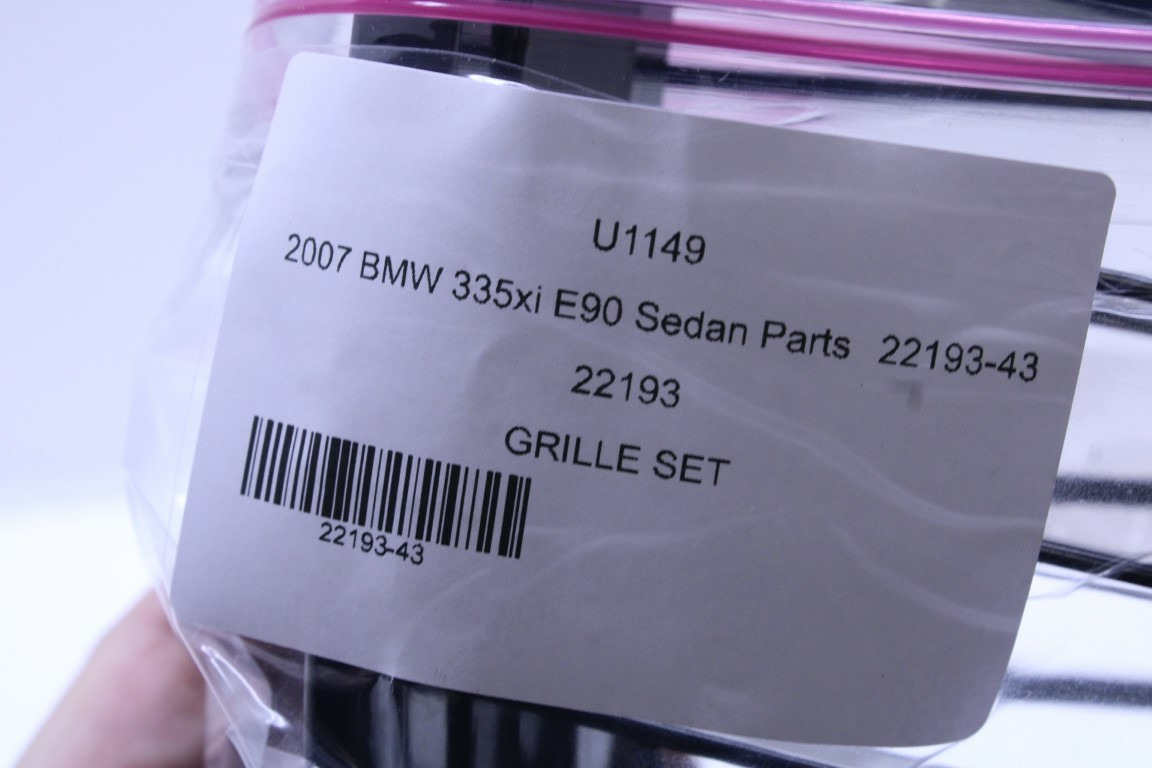 U1149
2007 BMW 335xi E90 Sedan Parts 22193-43
22193
GRILLE SET
22193-43